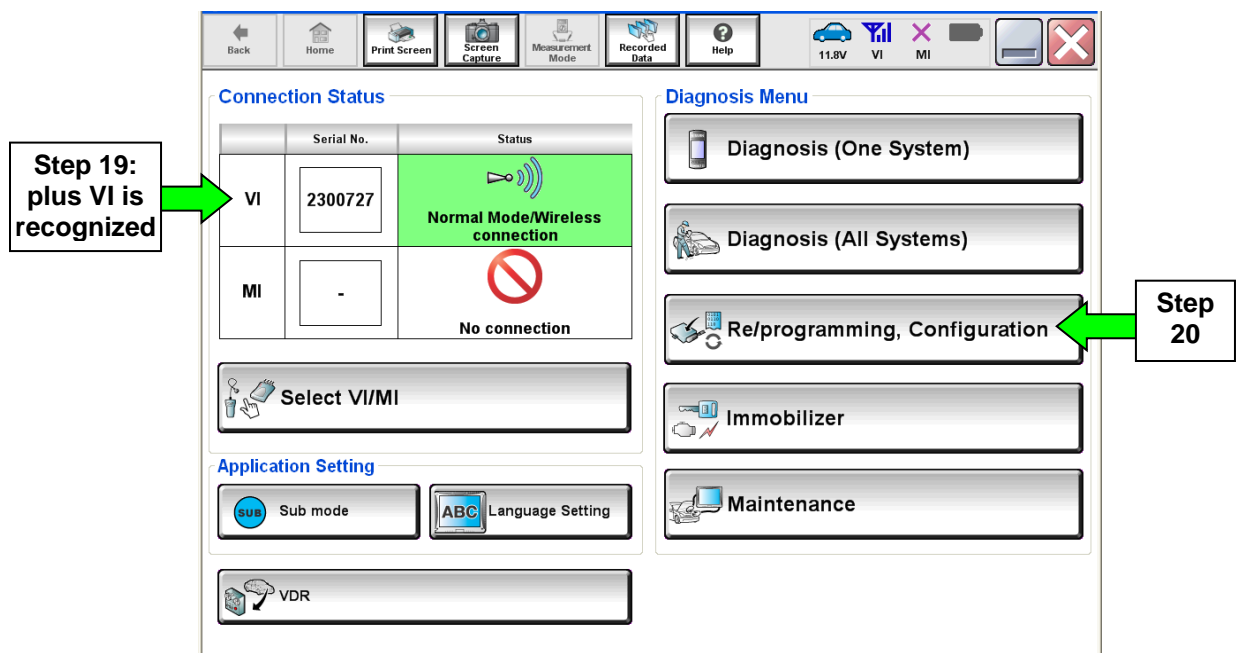 Back
Home
Print Screen
Screen
Capture
Measurement
Mode
Recorded
Data
Help
11.8V
VI
MI
Connection Status
Serial No.
Status
VI
2300727
Normal Mode/Wireless
connection
MI
-
No connection
Select VI/MI
Application Setting
SUB
Sub mode
ABC
Language Setting
VDR
Diagnosis Menu
Diagnosis (One System)
Diagnosis (All Systems)
Re/programming, Configuration
Immobilizer
Maintenance
Step 19:
plus VI is
recognized
Step
20